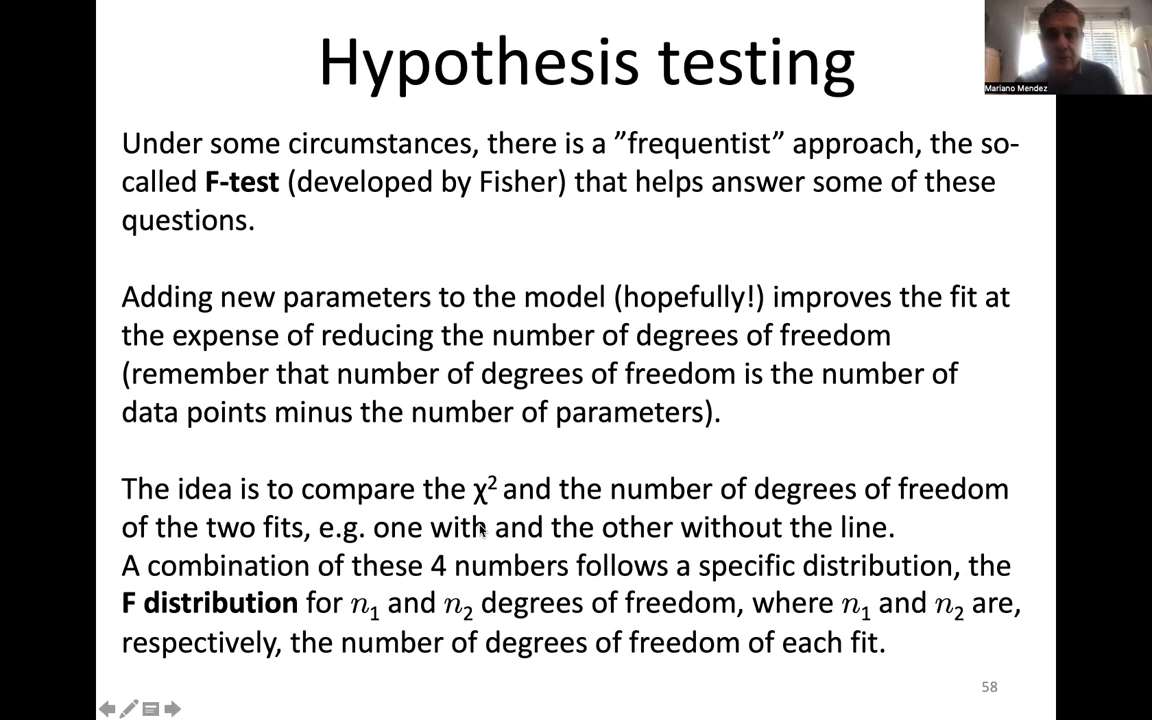 Hypothesis testing
Mariano Mendez
Under some circumstances, there is a ”frequentist” approach, the so-
called F-test (developed by Fisher) that helps answer some of these
questions.
Adding new parameters to the model (hopefully!) improves the fit at
the expense of reducing the number of degrees of freedom
(remember that number of degrees of freedom is the number of
data points minus the number of parameters).
The idea is to compare the χ² and the number of degrees of freedom
of the two fits, e.g. one with and the other without the line.
A combination of these 4 numbers follows a specific distribution, the
F distribution for n₁ and n₂ degrees of freedom, where n₁ and n₂ are,
respectively, the number of degrees of freedom of each fit.
58